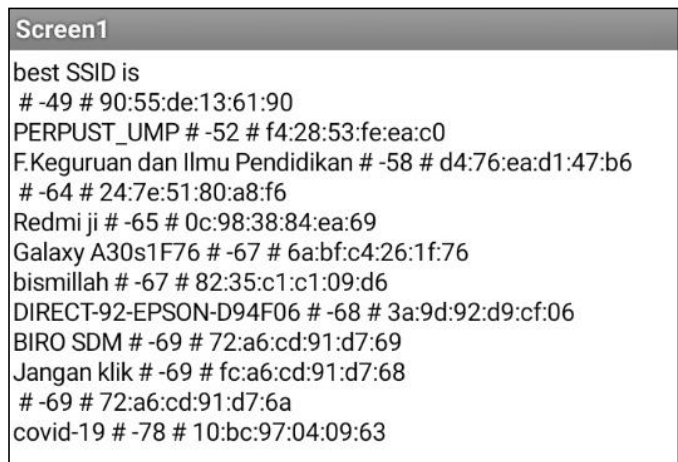 Screen1
best SSID is
# -49 # 90:55:de:13:61:90
PERPUST_UMP # -52 # f4:28:53:fe:ea:c0
F.Keguruan dan Ilmu Pendidikan # -58 # d4:76:ea:d1:47:b6
# -64 # 24:7e:51:80:a8:f6
Redmi ji # -65 # 0c:98:38:84:ea:69
Galaxy A30s1F76 # -67 # 6a:bf:c4:26:1f:76
bismillah # -67 # 82:35:c1:c1:09:d6
DIRECT-92-EPSON-D94F06 # -68 # 3a:9d:92:d9:cf:06
BIRO SDM # -69 # 72:a6:cd:91:d7:69
Jangan klik # -69 # fc:a6:cd:91:d7:68
# -69 # 72:a6:cd:91:d7:6a
covid-19 # -78 # 10:bc:97:04:09:63